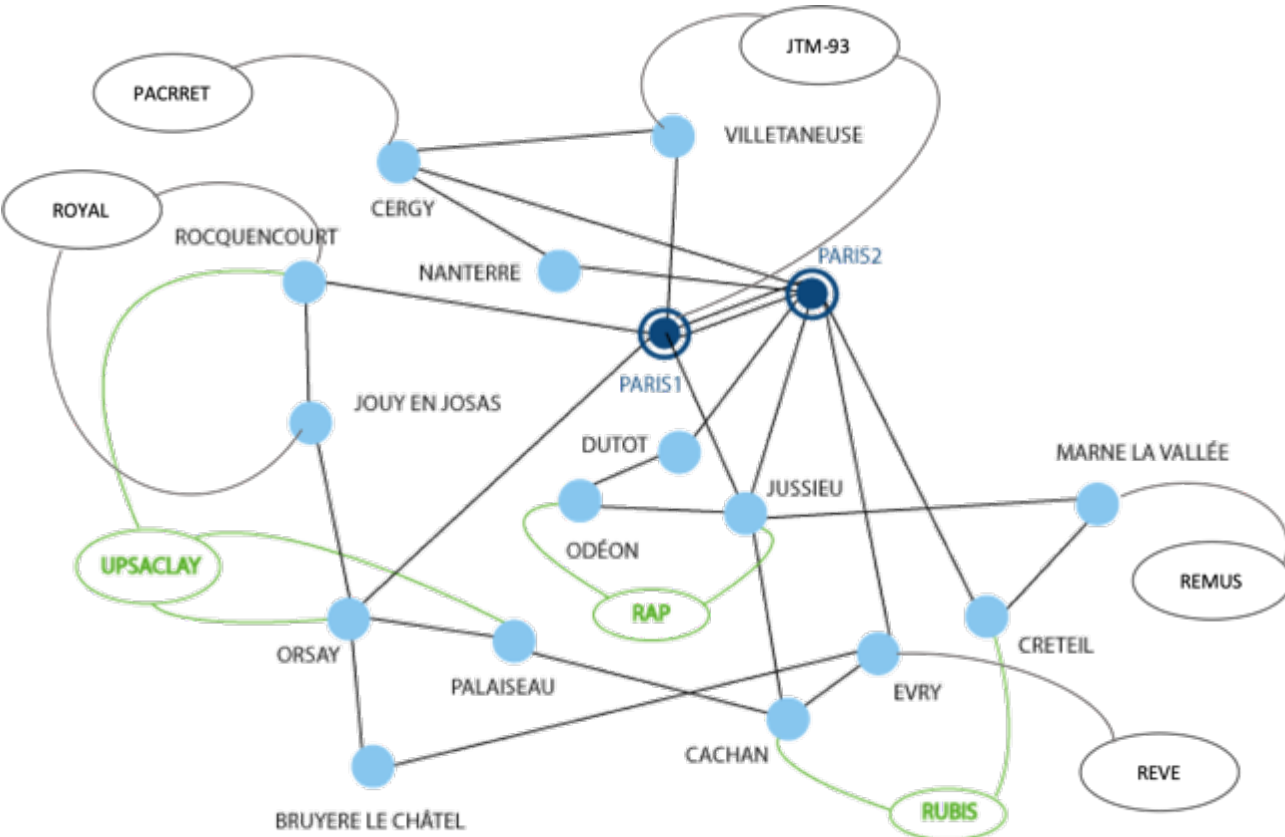 JTM-93
PACRRET
VILLETANEUSE
CERGY
ROYAL
ROCQUENCOURT
NANTERRE
PARIS2
PARIS1
JOUY EN JOSAS
DUTOT
MARNE LA VALLÉE
JUSSIEU
ODÉON
UPSACLAY
REMUS
RAP
ORSAY
CRETEIL
PALAISEAU
EVRY
CACHAN
REVE
RUBIS
BRUYERE LE CHÂTEL